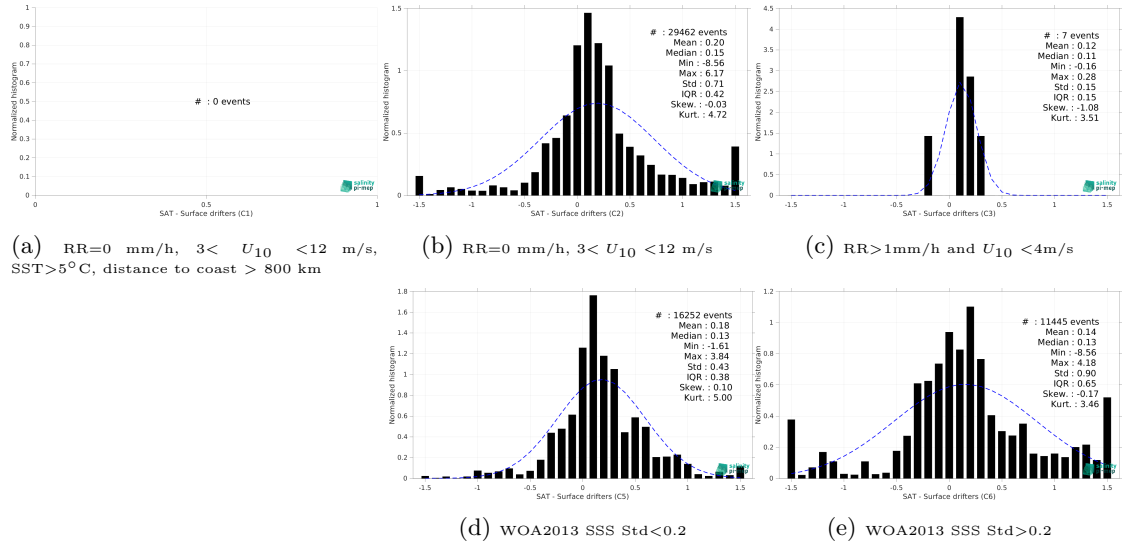 1
0.9
0.8
0.7
0.6
0.5
0.4
0.3
0.2
0.1
0
Normalized histogram
# : 0 events
0 0.5 1
SAT - Surface drifters (C1)
salinity
pi-mep
(a) RR=0 mm/h, 3< U10 <12 m/s,
SST>5°C, distance to coast > 800 km
1.5
1
0.5
0
Normalized histogram
# : 29462 events
Mean : 0.20
Median : 0.15
Min : -8.56
Max : 6.17
Std : 0.71
IQR : 0.42
Skew. : -0.03
Kurt. : 4.72
-1.5 -1 -0.5 0 0.5 1 1.5
SAT - Surface drifters (C2)
salinity
pi-mep
(b) RR=0 mm/h, 3< U10 <12 m/s
4.5
4
3.5
3
2.5
2
1.5
1
0.5
0
Normalized histogram
# : 7 events
Mean : 0.12
Median : 0.11
Min : -0.16
Max : 0.28
Std : 0.15
IQR : 0.15
Skew. : -1.08
Kurt. : 3.51
-1.5 -1 -0.5 0 0.5 1 1.5
SAT - Surface drifters (C3)
salinity
pi-mep
(c) RR>1mm/h and U10 <4m/s
1.8
1.6
1.4
1.2
1
0.8
0.6
0.4
0.2
0
Normalized histogram
# : 16252 events
Mean : 0.18
Median : 0.13
Min : -1.61
Max : 3.84
Std : 0.43
IQR : 0.38
Skew. : 0.10
Kurt. : 5.00
-1.5 -1 -0.5 0 0.5 1 1.5
SAT - Surface drifters (C5)
salinity
pi-mep
(d) WOA2013 SSS Std<0.2
1.2
1
0.8
0.6
0.4
0.2
0
Normalized histogram
# : 11445 events
Mean : 0.14
Median : 0.13
Min : -8.56
Max : 4.18
Std : 0.90
IQR : 0.65
Skew. : -0.17
Kurt. : 3.46
-1.5 -1 -0.5 0 0.5 1 1.5
SAT - Surface drifters (C6)
salinity
pi-mep
(e) WOA2013 SSS Std>0.2